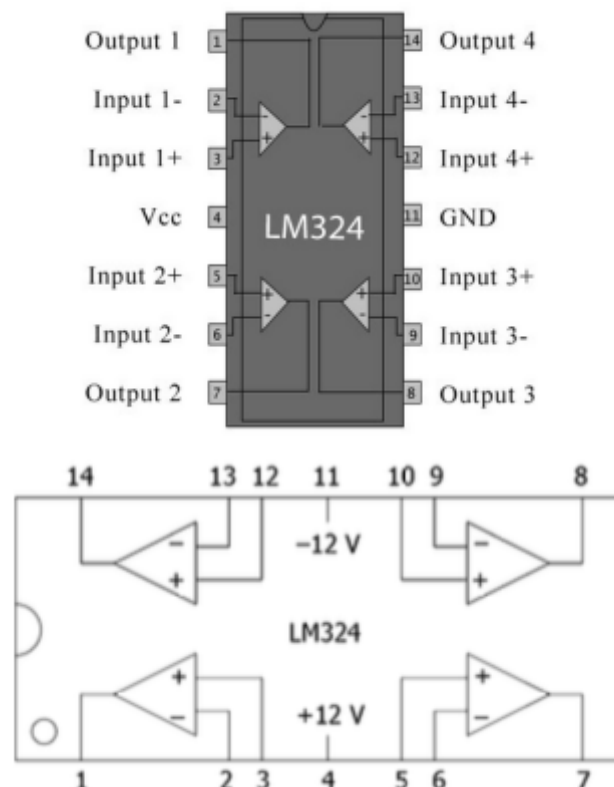 Output 1 1 14 Output 4
Input 1- 2 - - 13 Input 4-
Input 1+ 3 + + 12 Input 4+
Vcc 4 LM324 11 GND
Input 2+ 5 + + 10 Input 3+
Input 2- 6 - - 9 Input 3-
Output 2 7 8 Output 3
14 13 12 11 10 9 8
− −12 V −
+ +
LM324
+ +
− +12 V −
1 2 3 4 5 6 7